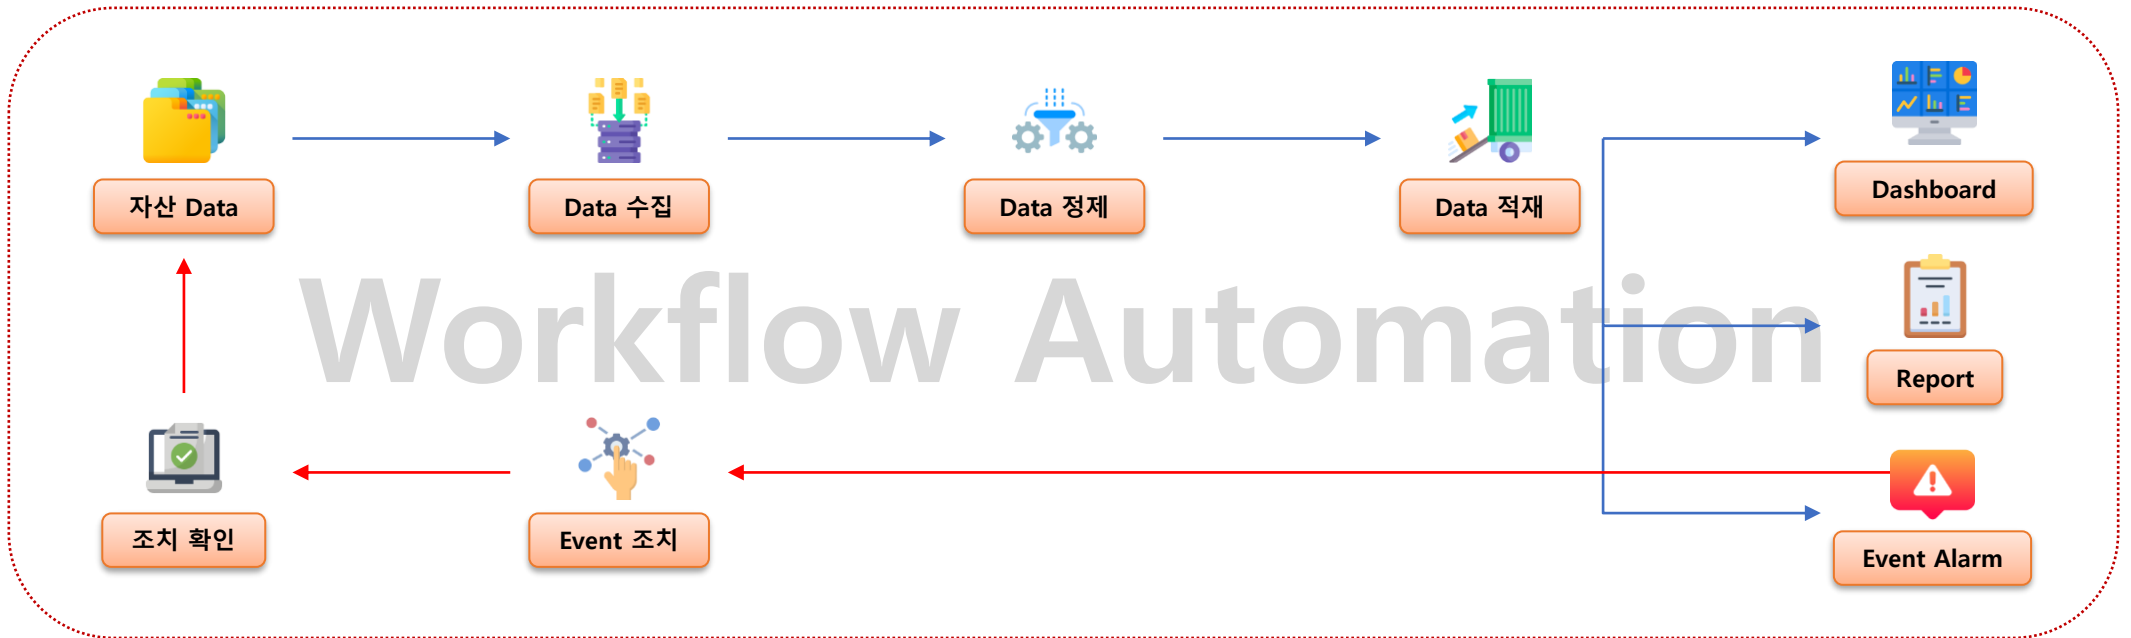 자산 Data
Data 수집
Data 정제
Data 적재
Dashboard
Workflow Automation
Report
조치 확인
Event 조치
Event Alarm